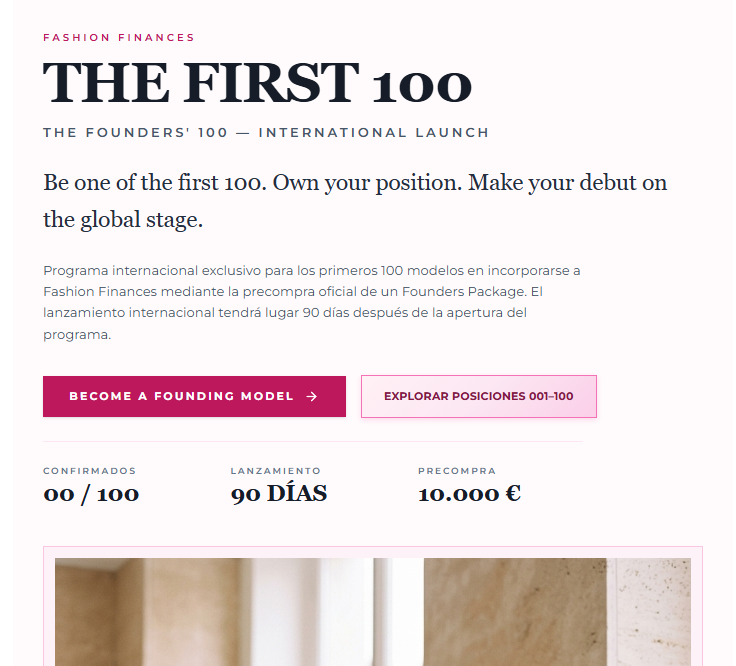 FASHION FINANCES
THE FIRST 100
THE FOUNDERS' 100 — INTERNATIONAL LAUNCH
Be one of the first 100. Own your position. Make your debut on
the global stage.
Programa internacional exclusivo para los primeros 100 modelos en incorporarse a
Fashion Finances mediante la precompra oficial de un Founders Package. El
lanzamiento internacional tendrá lugar 90 días después de la apertura del
programa.
BECOME A FOUNDING MODEL →
EXPLORAR POSICIONES 001–100
CONFIRMADOS
00 / 100
LANZAMIENTO
90 DÍAS
PRECOMPRA
10.000 €